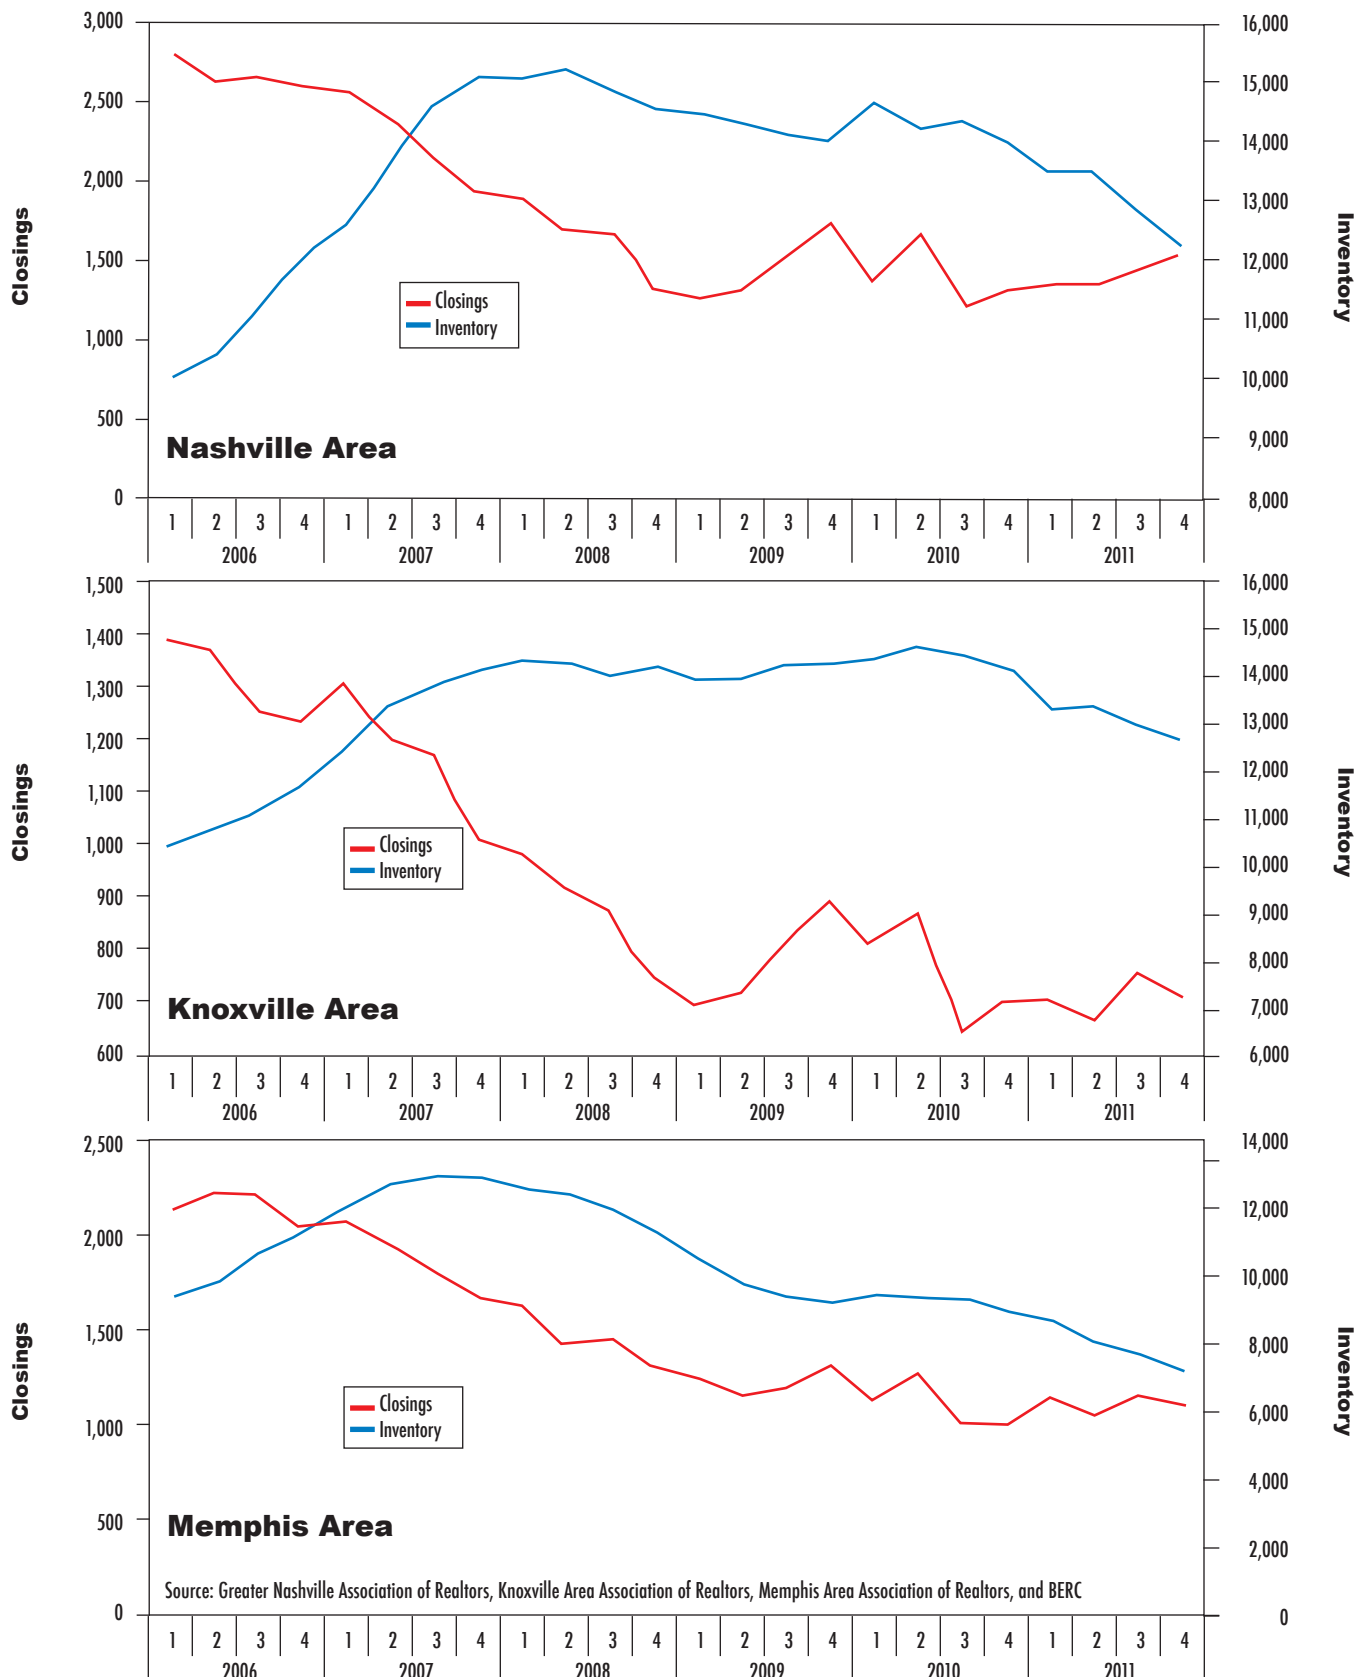 3,000
2,500
2,000
1,500
1,000
500
0
Closings
16,000
15,000
14,000
13,000
12,000
11,000
10,000
9,000
8,000
Inventory
Closings
Inventory
Nashville Area
1 2 3 4 1 2 3 4 1 2 3 4 1 2 3 4 1 2 3 4 1 2 3 4
2006 2007 2008 2009 2010 2011
1,500
1,400
1,300
1,200
1,100
1,000
900
800
700
600
Closings
16,000
15,000
14,000
13,000
12,000
11,000
10,000
9,000
8,000
7,000
6,000
Inventory
Closings
Inventory
Knoxville Area
1 2 3 4 1 2 3 4 1 2 3 4 1 2 3 4 1 2 3 4 1 2 3 4
2006 2007 2008 2009 2010 2011
2,500
2,000
1,500
1,000
500
0
Closings
14,000
12,000
10,000
8,000
6,000
4,000
2,000
0
Inventory
Closings
Inventory
Memphis Area
Source: Greater Nashville Association of Realtors, Knoxville Area Association of Realtors, Memphis Area Association of Realtors, and BERC
1 2 3 4 1 2 3 4 1 2 3 4 1 2 3 4 1 2 3 4 1 2 3 4
2006 2007 2008 2009 2010 2011